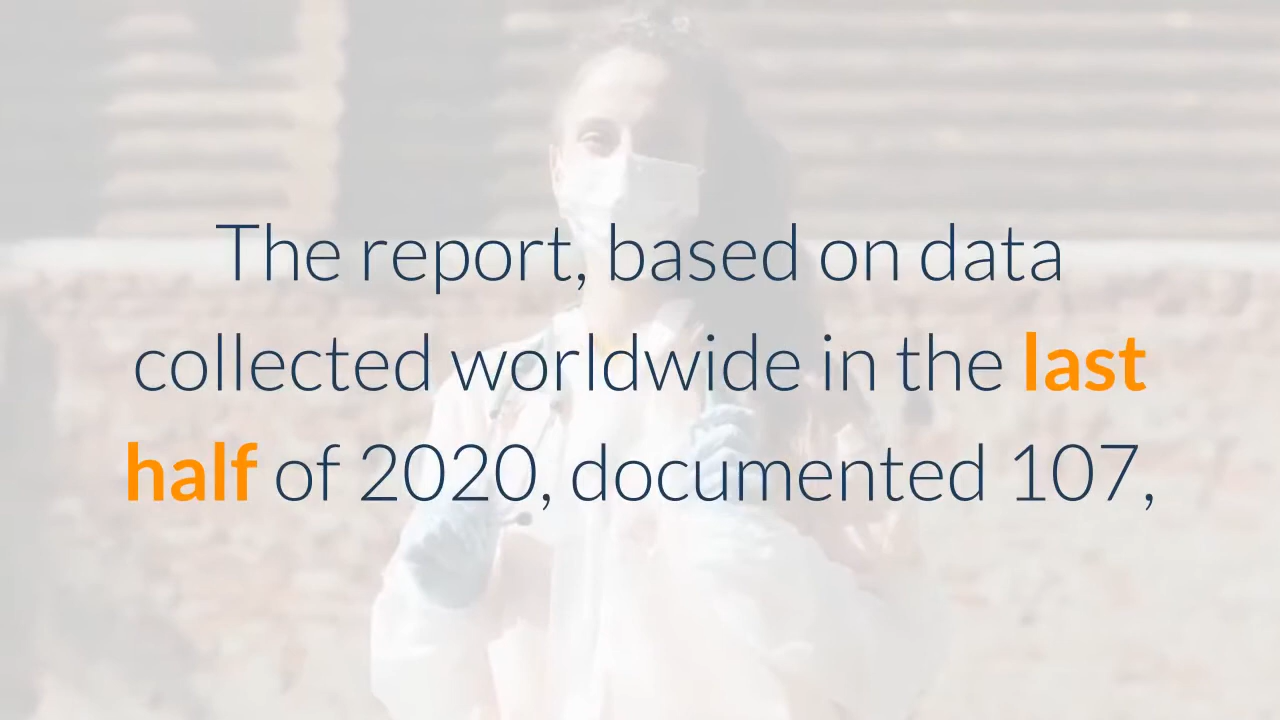 The report, based on data
collected worldwide in the last
half of 2020, documented 107,